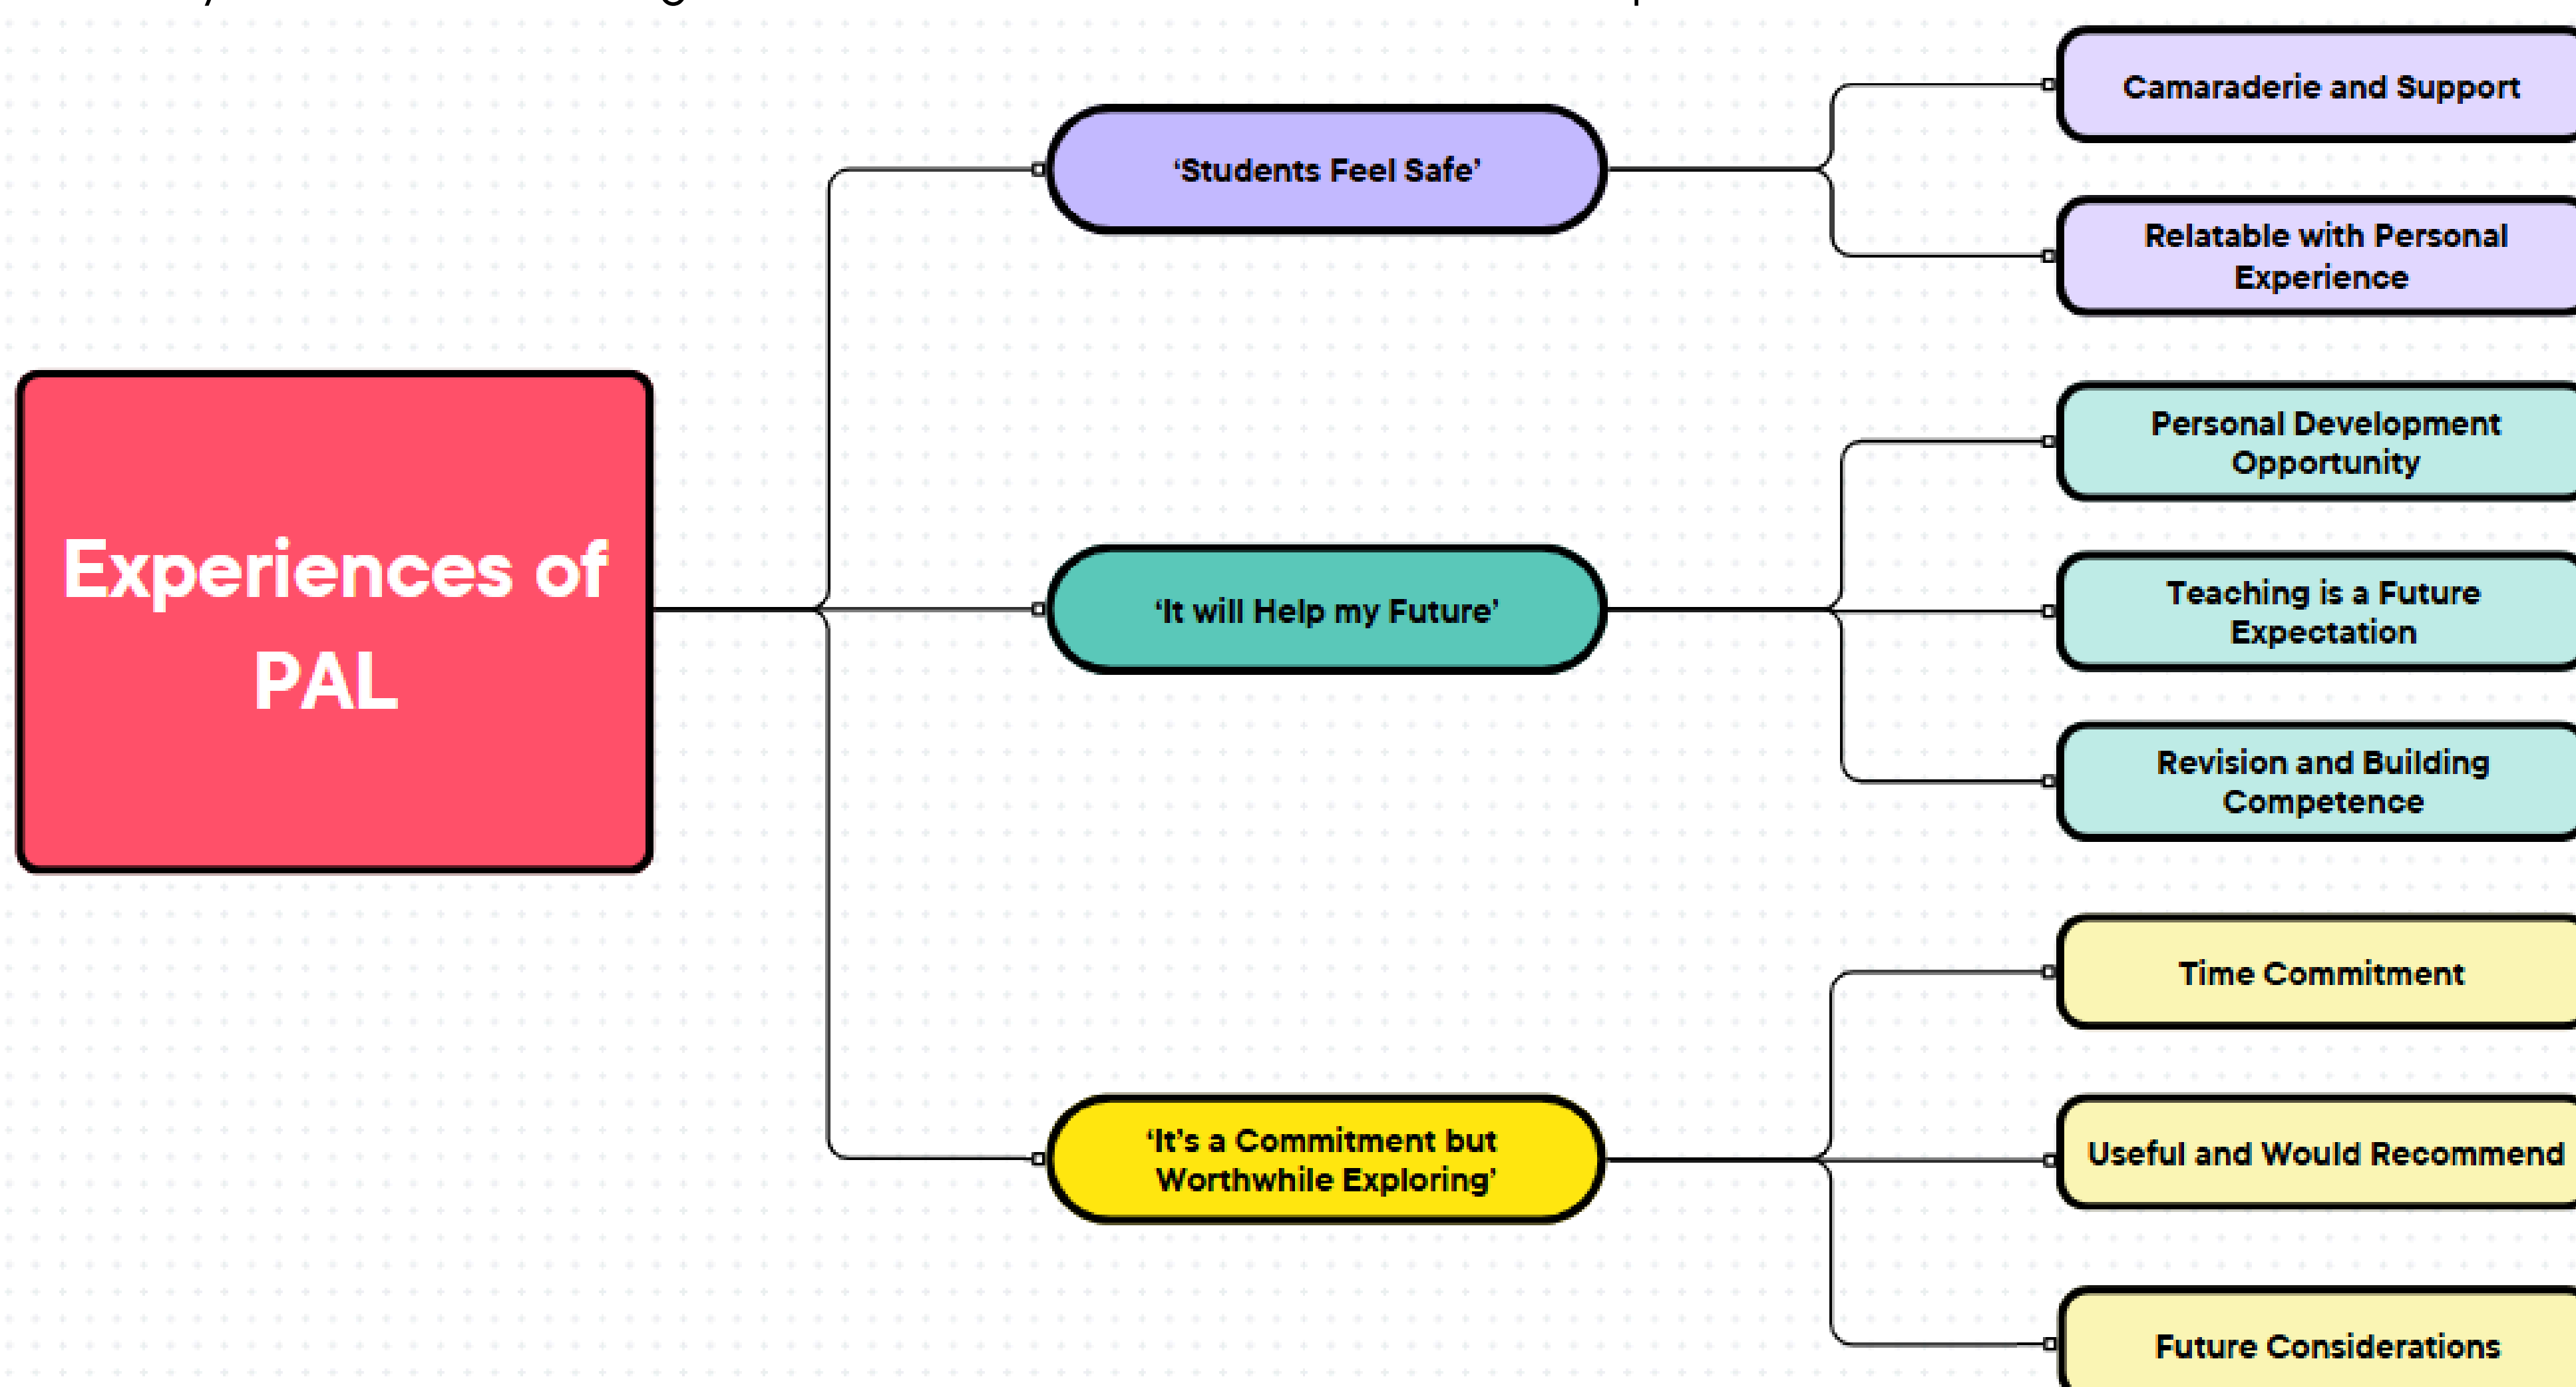 Camaraderie and Support
‘Students Feel Safe’
Relatable with Personal
Experience
Personal Development
Opportunity
Experiences of
PAL
‘It will Help my Future’
Teaching is a Future
Expectation
Revision and Building
Competence
Time Commitment
‘It’s a Commitment but
Worthwhile Exploring’
Useful and Would Recommend
Future Considerations